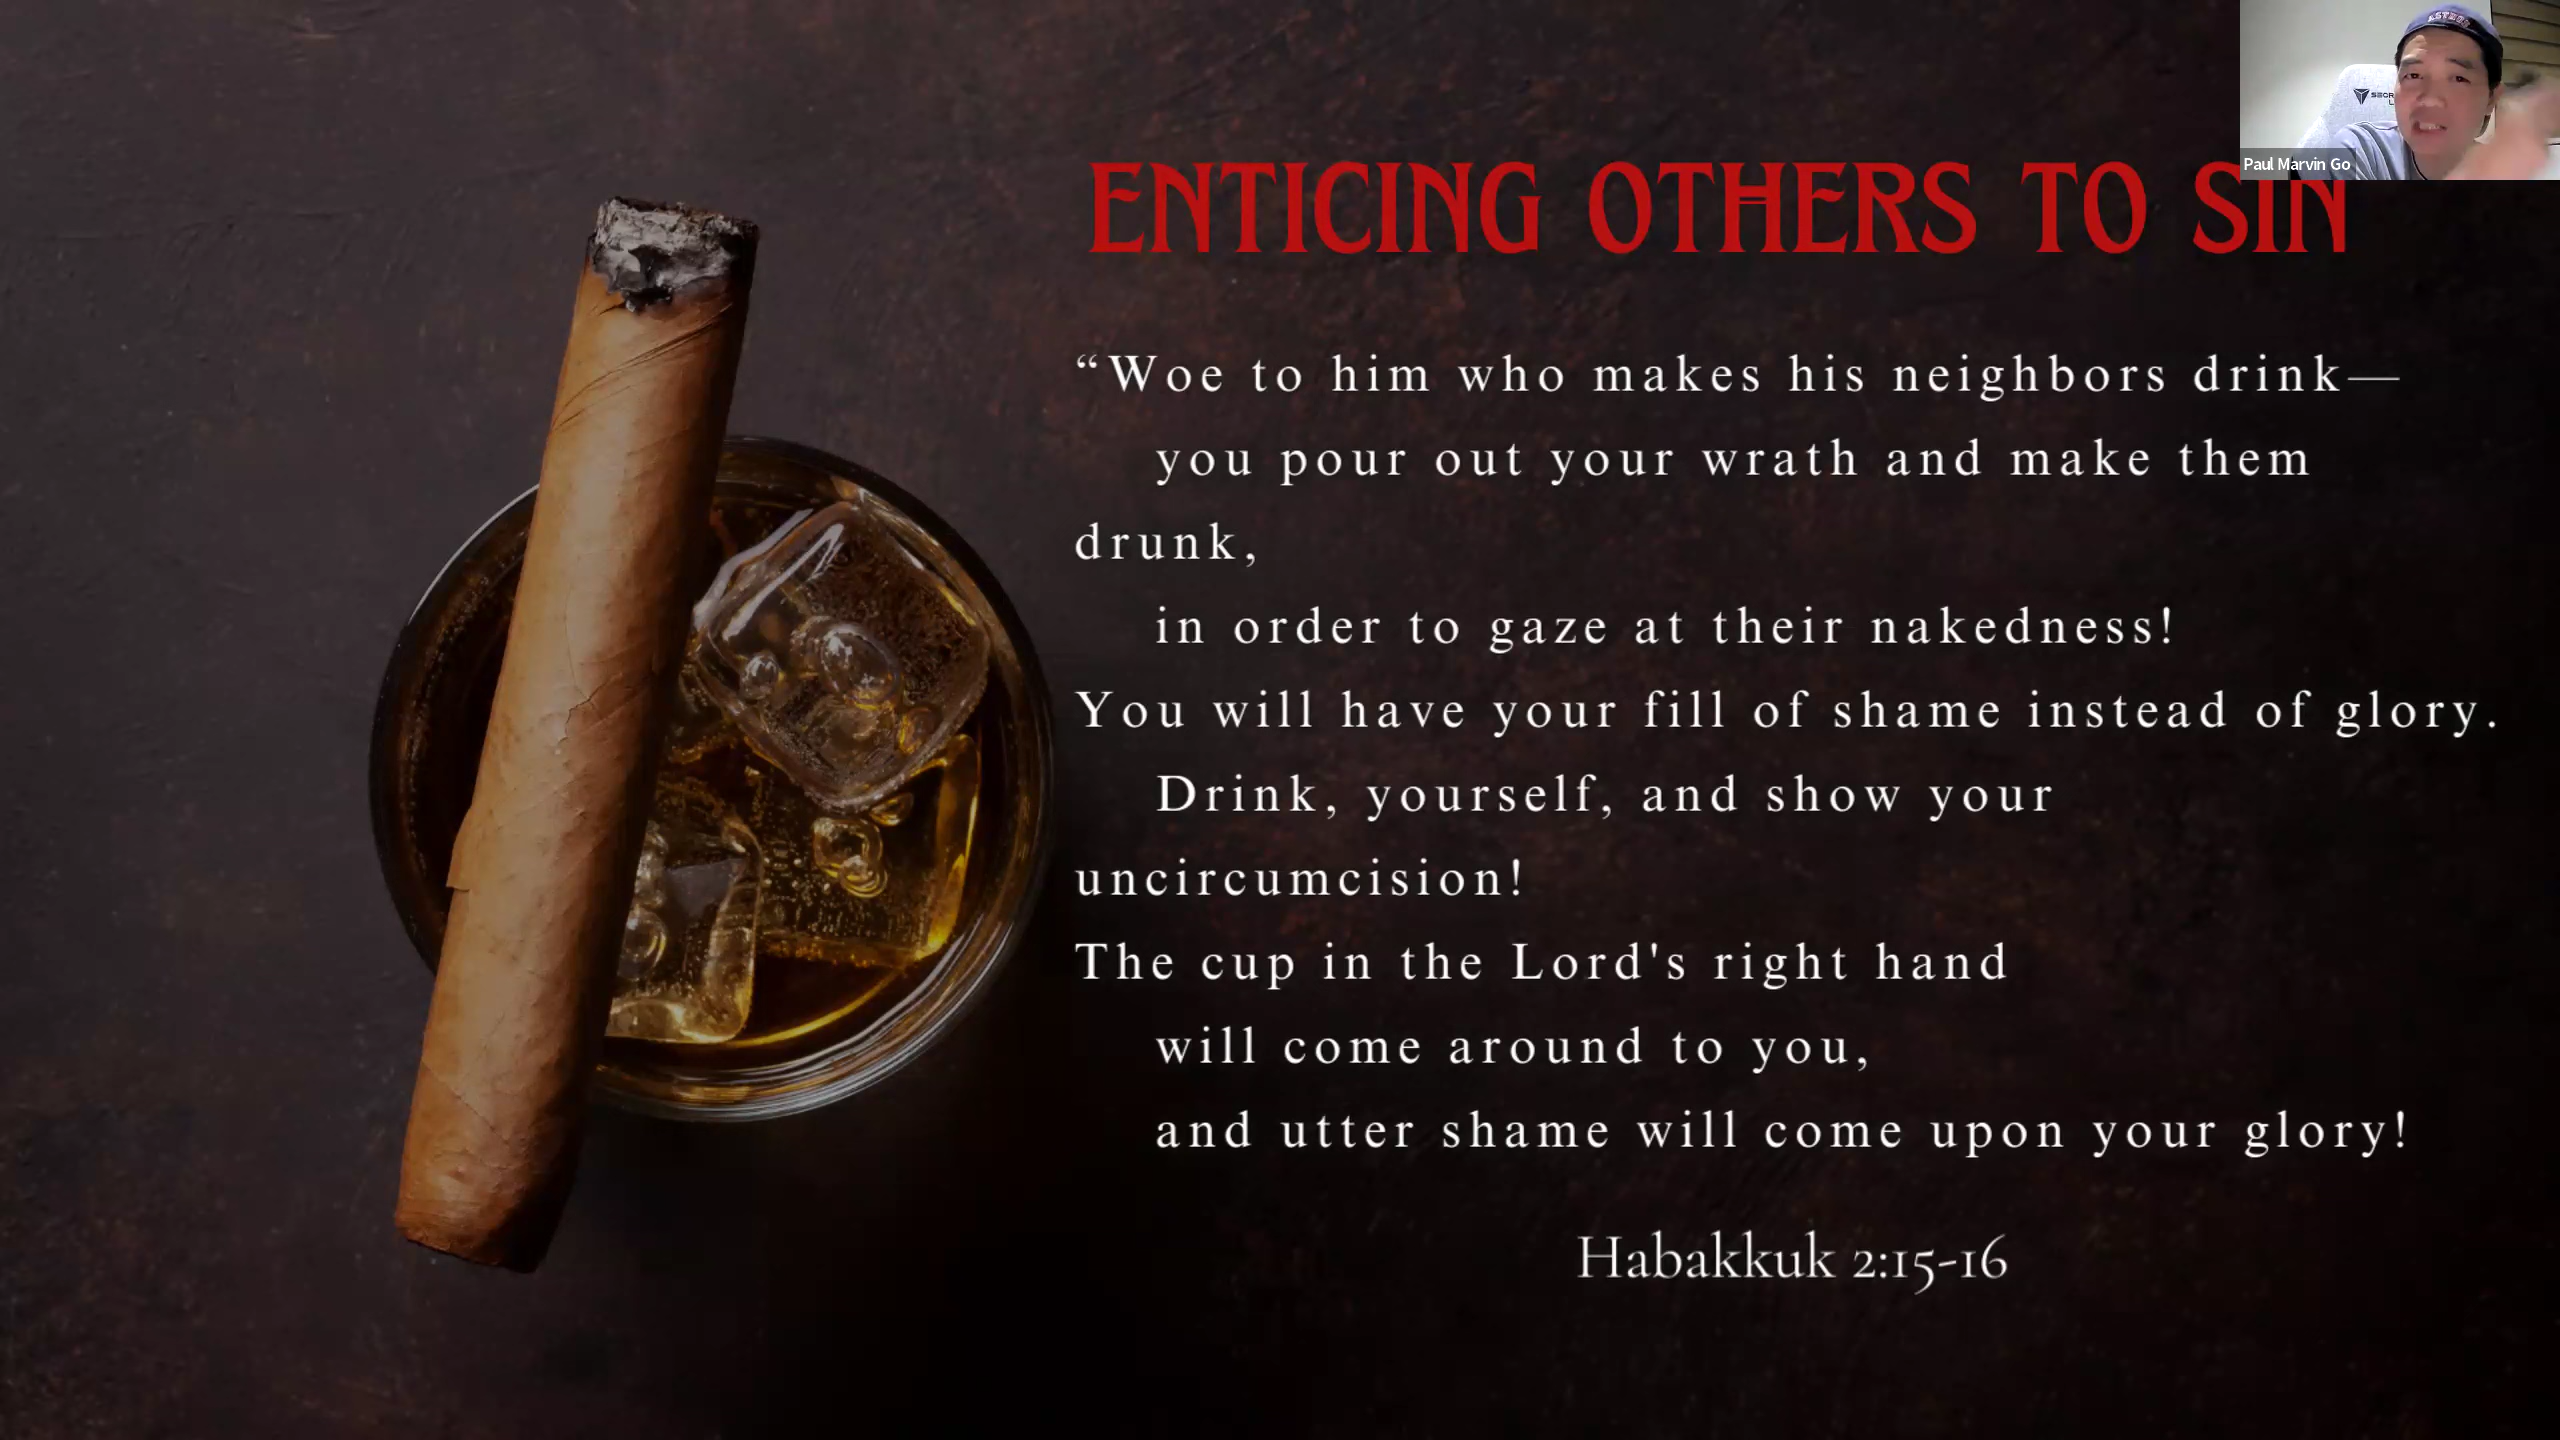 ASTROS
Paul Marvin Go
ENTICING OTHERS TO SIN
“Woe to him who makes his neighbors drink—
you pour out your wrath and make them
drunk,
in order to gaze at their nakedness!
You will have your fill of shame instead of glory.
Drink, yourself, and show your
uncircumcision!
The cup in the Lord's right hand
will come around to you,
and utter shame will come upon your glory!
Habakkuk 2:15-16